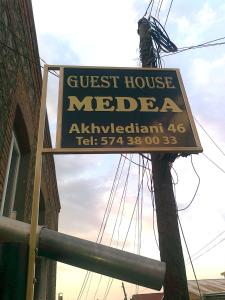 GUEST HOUSE
MEDEA
Akhvlediani 46
Tel: 574 38 00 33